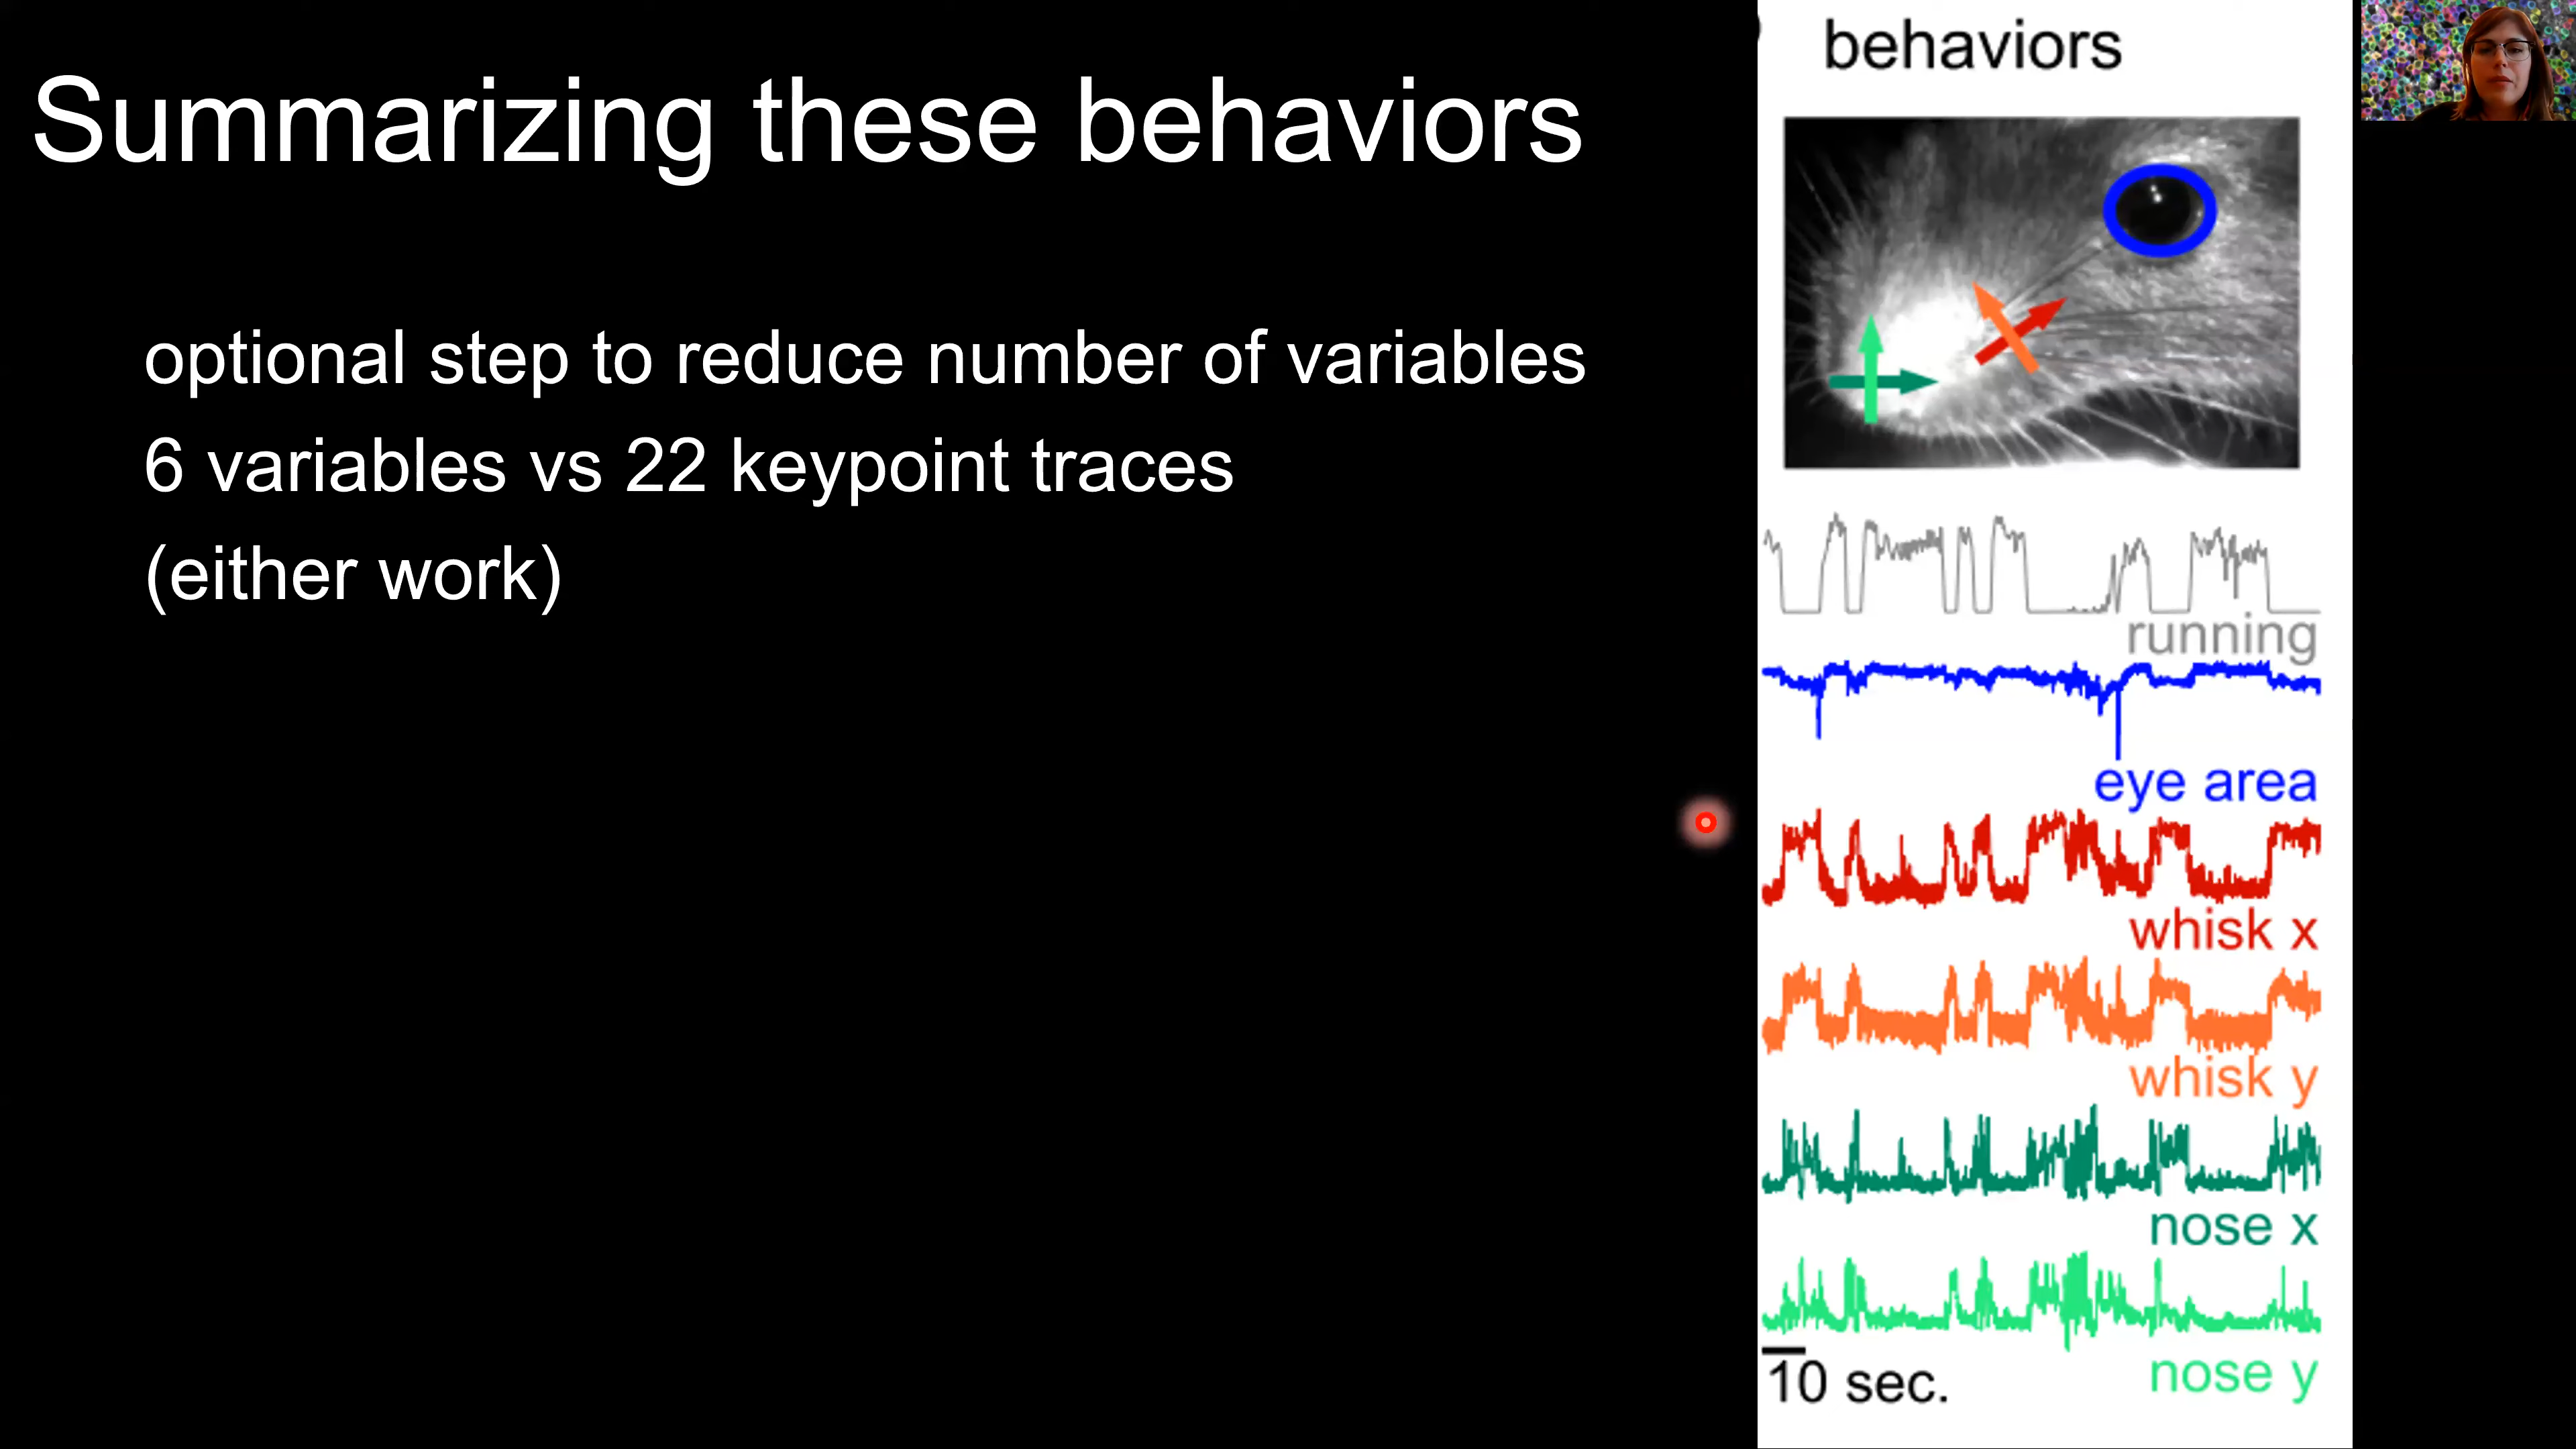 Summarizing these behaviors
optional step to reduce number of variables
6 variables vs 22 keypoint traces
(either work)
behaviors
running
eye area
whisk x
whisk y
nose x
nose y
10 sec.